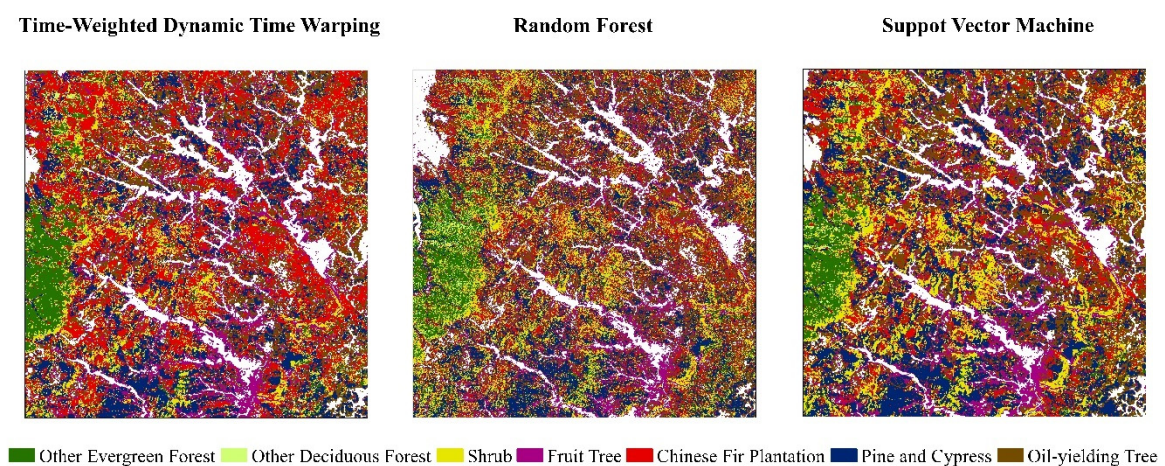 Time-Weighted Dynamic Time Warping
Random Forest
Suppot Vector Machine
Other Evergreen Forest Other Deciduous Forest Shrub Fruit Tree Chinese Fir Plantation Pine and Cypress Oil-yielding Tree